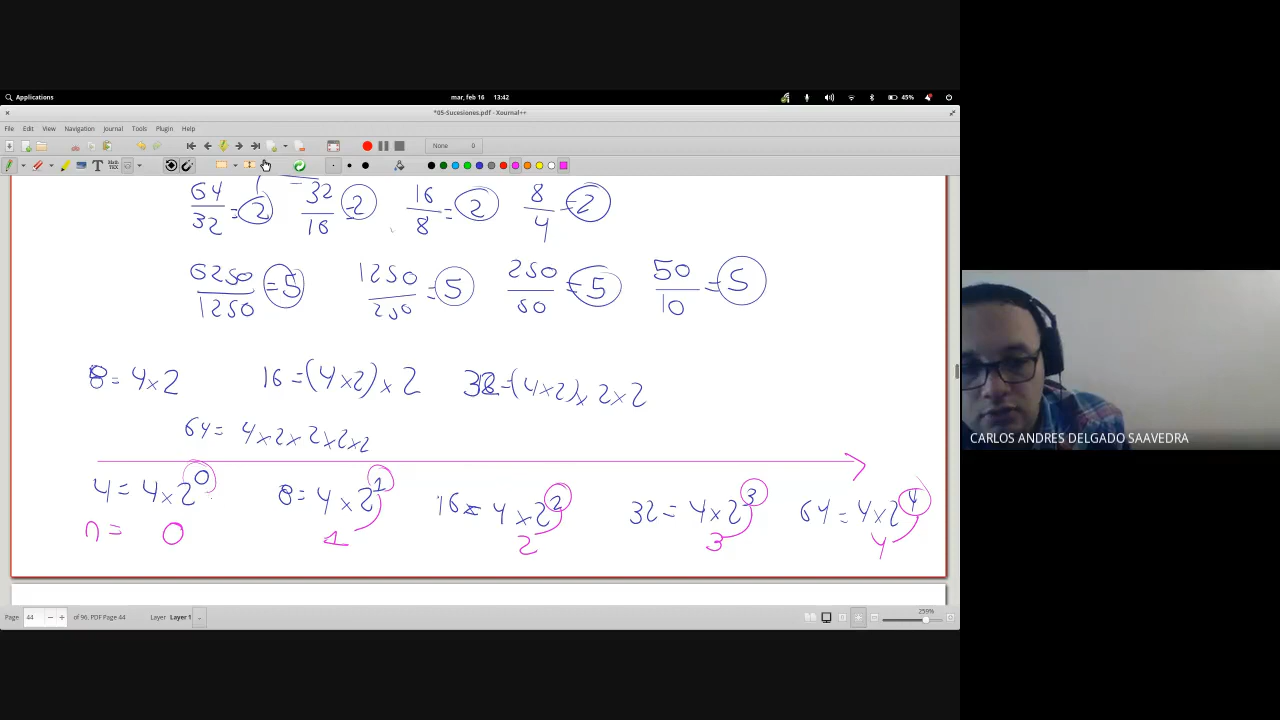 Applications mar, feb 16 13:42 45%
*05-Sucesiones.pdf - Xournal++
File Edit View Navigation Journal Tools Plugin Help
None 0
64/32 = 2 32/16 = 2 16/8 = 2 8/4 = 2
6250/1250 = 5 1250/250 = 5 250/50 = 5 50/10 = 5
8 = 4 x 2 16 = (4 x 2) x 2 32 = (4 x 2) x 2 x 2
64 = 4 x 2 x 2 x 2 x 2
4 = 4 x 2^0 8 = 4 x 2^1 16 = 4 x 2^2 32 = 4 x 2^3 64 = 4 x 2^4
n = 0 1 2 3 4
Page 44 of 96, PDF Page 44 Layer Layer 1 259%
CARLOS ANDRES DELGADO SAAVEDRA